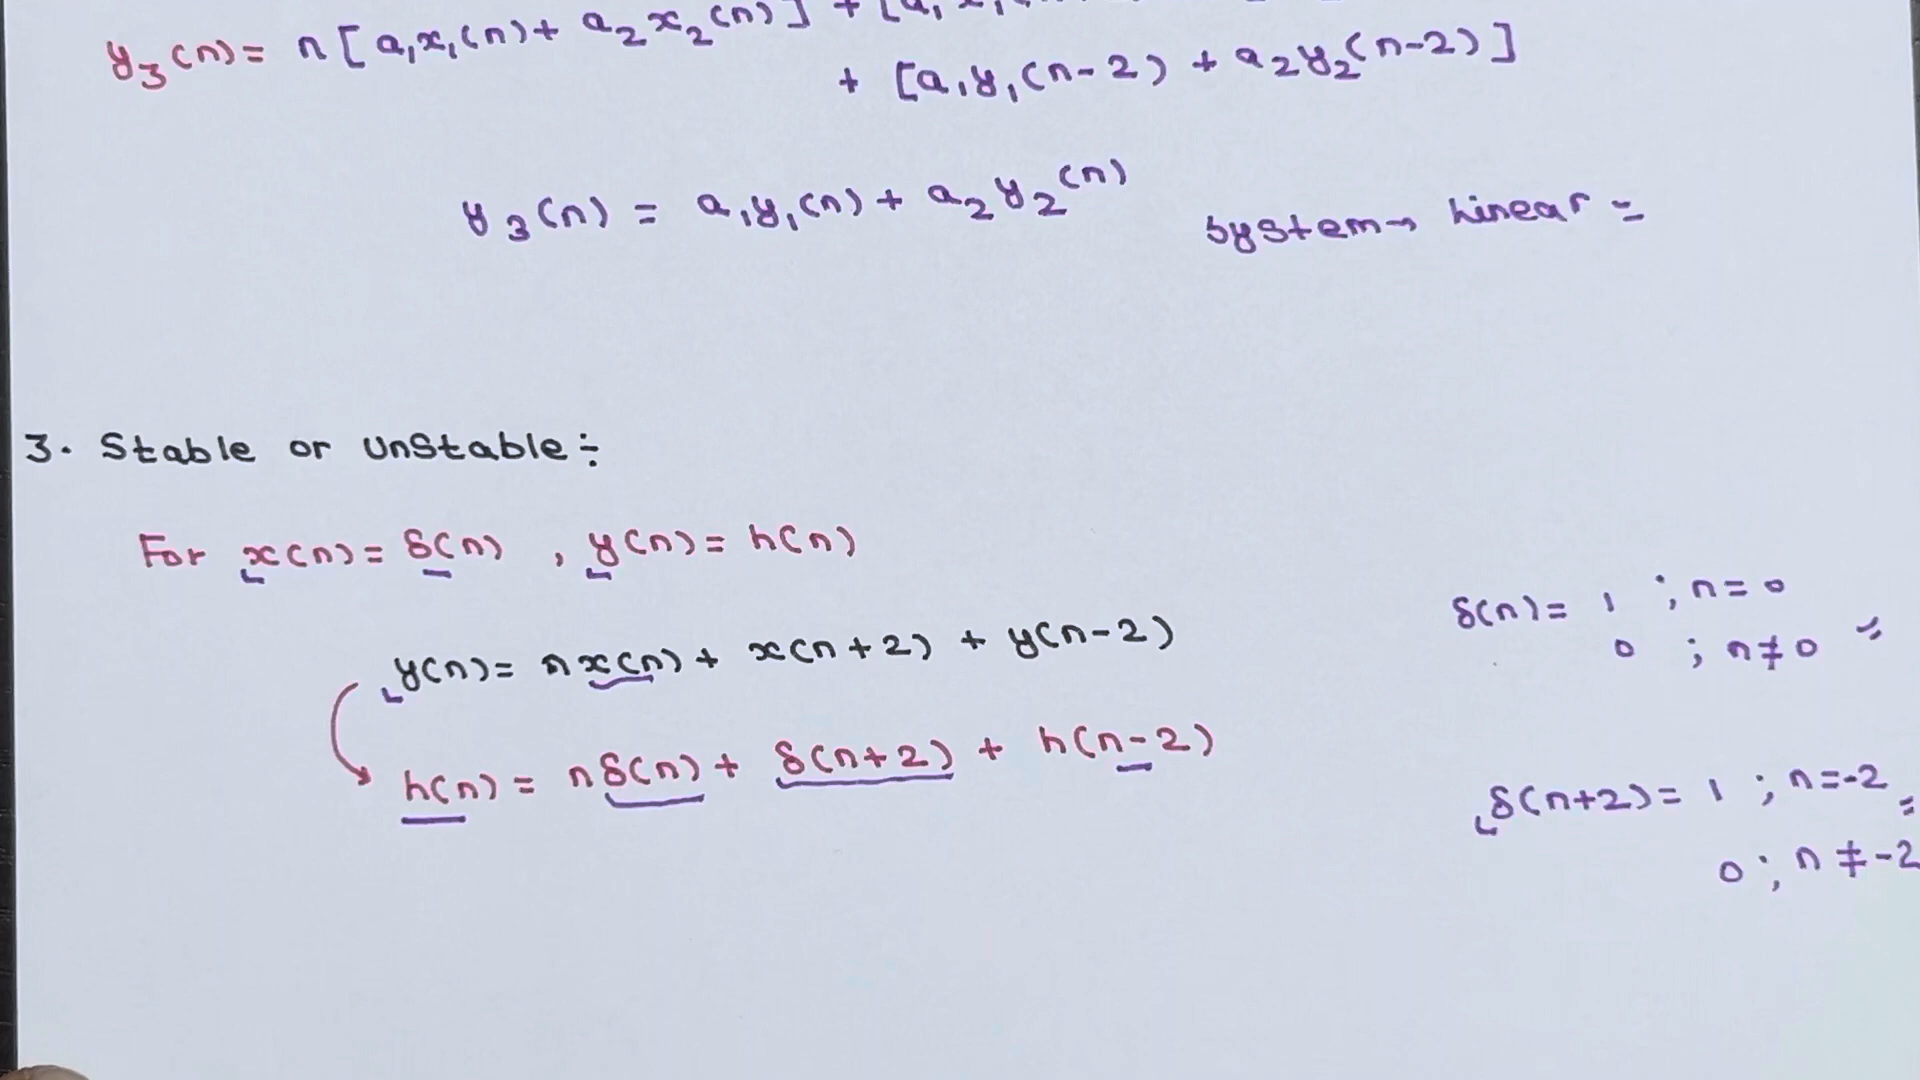 y₃(n) = n[a₁x₁(n) + a₂x₂(n)] + [a₁
+ [a₁y₁(n-2) + a₂y₂(n-2)]
y₃(n) = a₁y₁(n) + a₂y₂(n) System → Linear =
3. Stable or Unstable ÷
For x(n) = δ(n) , y(n) = h(n)
δ(n) = 1 ; n = 0
0 ; n ≠ 0 =
y(n) = n x(n) + x(n+2) + y(n-2)
h(n) = n δ(n) + δ(n+2) + h(n-2)
δ(n+2) = 1 ; n = -2 =
0 ; n ≠ -2